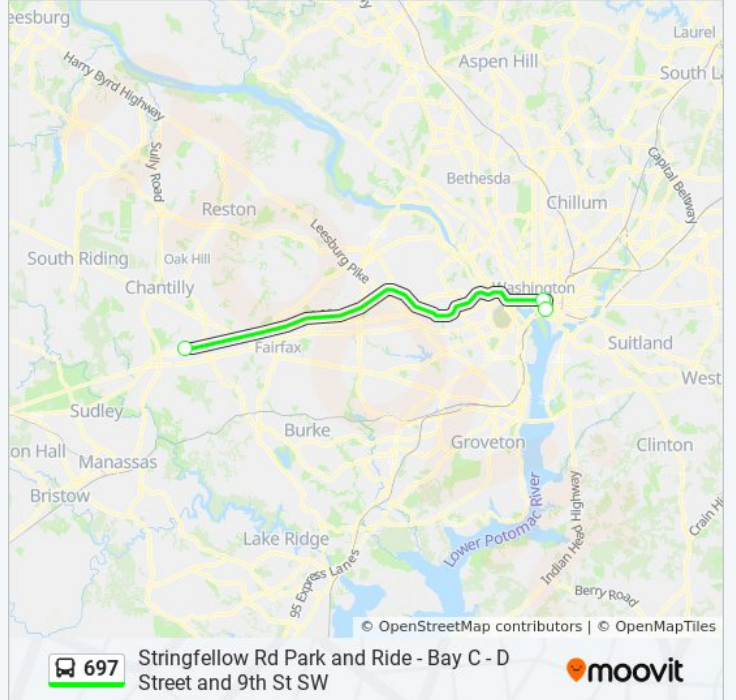 eesburg
Laurel
Aspen Hill
Harry Byrd Highway
South L
Sully Road
Capital Beltway
Bethesda
Chillum
Reston
Leesburg Pike
South Riding
Oak Hill
Chantilly
Washington
Fairfax
Suitland
West
Sudley
Burke
Groveton
Clinton
on Hall
Manassas
Bristow
Lower Potomac River
Indian Head Highway
Crain Hi
Lake Ridge
95 Express Lanes
Berry Road
© OpenStreetMap contributors | © OpenMapTiles
697
Stringfellow Rd Park and Ride - Bay C - D
Street and 9th St SW
moovit